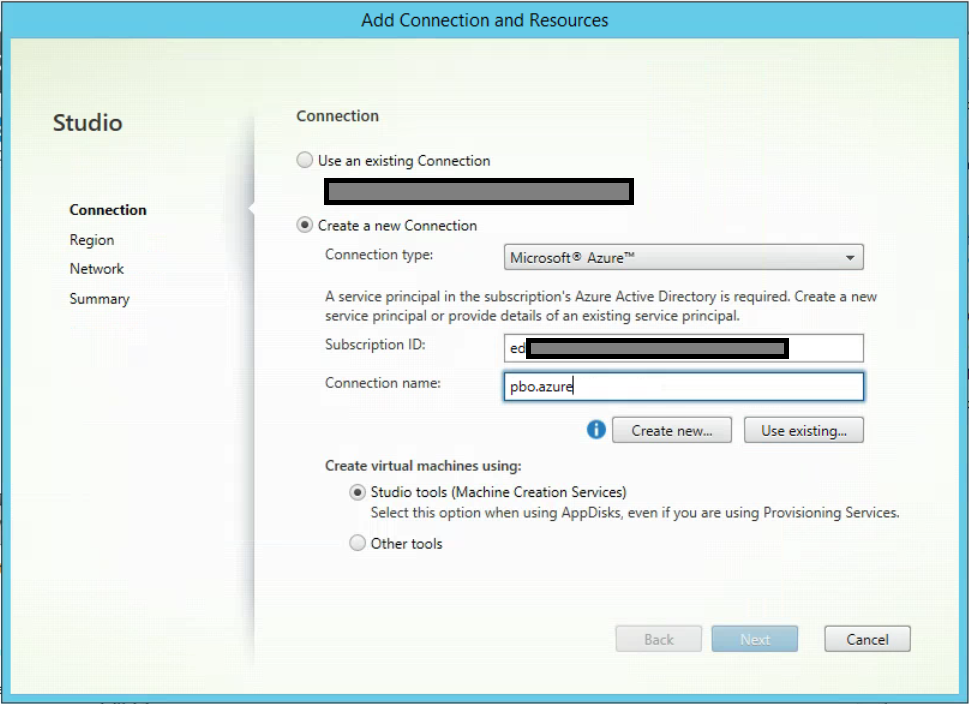 Add Connection and Resources
Studio
Connection
Region
Network
Summary
Connection
Use an existing Connection
Create a new Connection
Connection type:
Microsoft® Azure™
A service principal in the subscription's Azure Active Directory is required. Create a new
service principal or provide details of an existing service principal.
Subscription ID:
ed
Connection name:
pbo.azure
Create new...
Use existing...
Create virtual machines using:
Studio tools (Machine Creation Services)
Select this option when using AppDisks, even if you are using Provisioning Services.
Other tools
Back
Next
Cancel